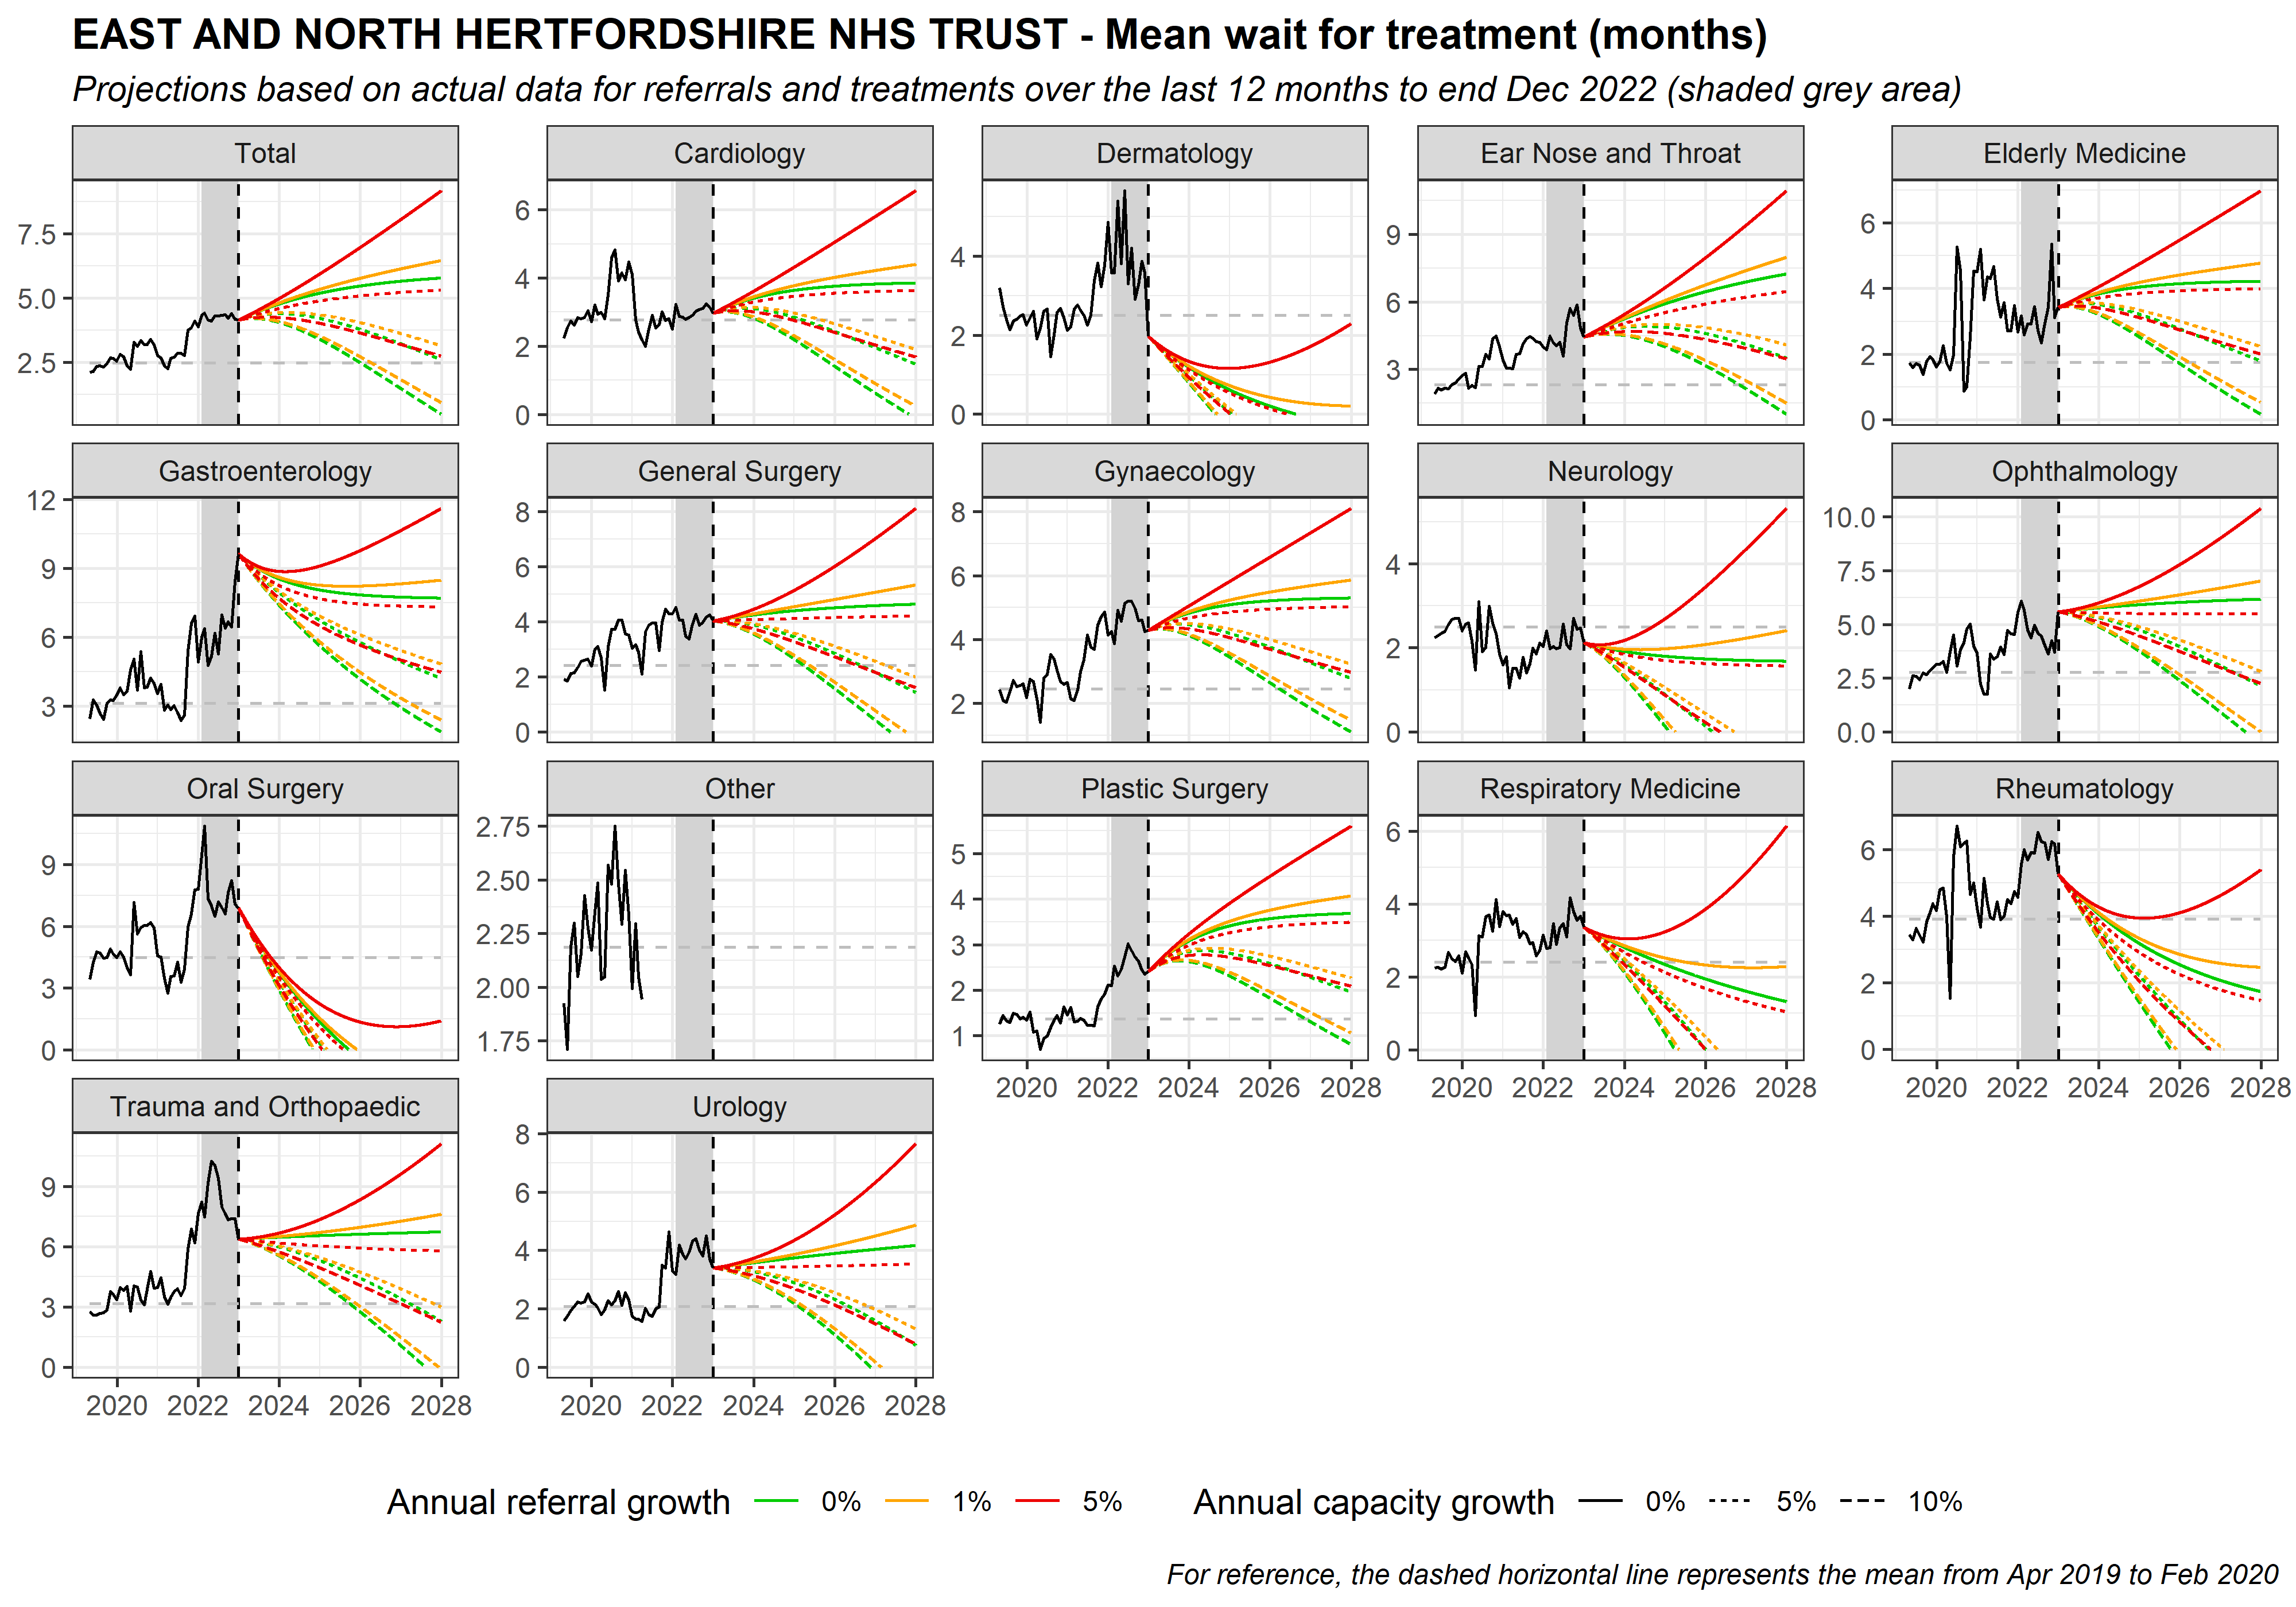 EAST AND NORTH HERTFORDSHIRE NHS TRUST - Mean wait for treatment (months)
Projections based on actual data for referrals and treatments over the last 12 months to end Dec 2022 (shaded grey area)
Total
Cardiology
Dermatology
Ear Nose and Throat
Elderly Medicine
7.5
5.0
2.5
6
4
2
0
4
2
0
9
6
3
6
4
2
0
Gastroenterology
General Surgery
Gynaecology
Neurology
Ophthalmology
12
9
6
3
8
6
4
2
0
8
6
4
2
4
2
0
10.0
7.5
5.0
2.5
0.0
Oral Surgery
Other
Plastic Surgery
Respiratory Medicine
Rheumatology
9
6
3
0
2.75
2.50
2.25
2.00
1.75
5
4
3
2
1
6
4
2
0
6
4
2
0
2020 2022 2024 2026 2028
2020 2022 2024 2026 2028
2020 2022 2024 2026 2028
Trauma and Orthopaedic
Urology
9
6
3
0
8
6
4
2
0
2020 2022 2024 2026 2028
2020 2022 2024 2026 2028
Annual referral growth 0% 1% 5%
Annual capacity growth 0% 5% 10%
For reference, the dashed horizontal line represents the mean from Apr 2019 to Feb 2020